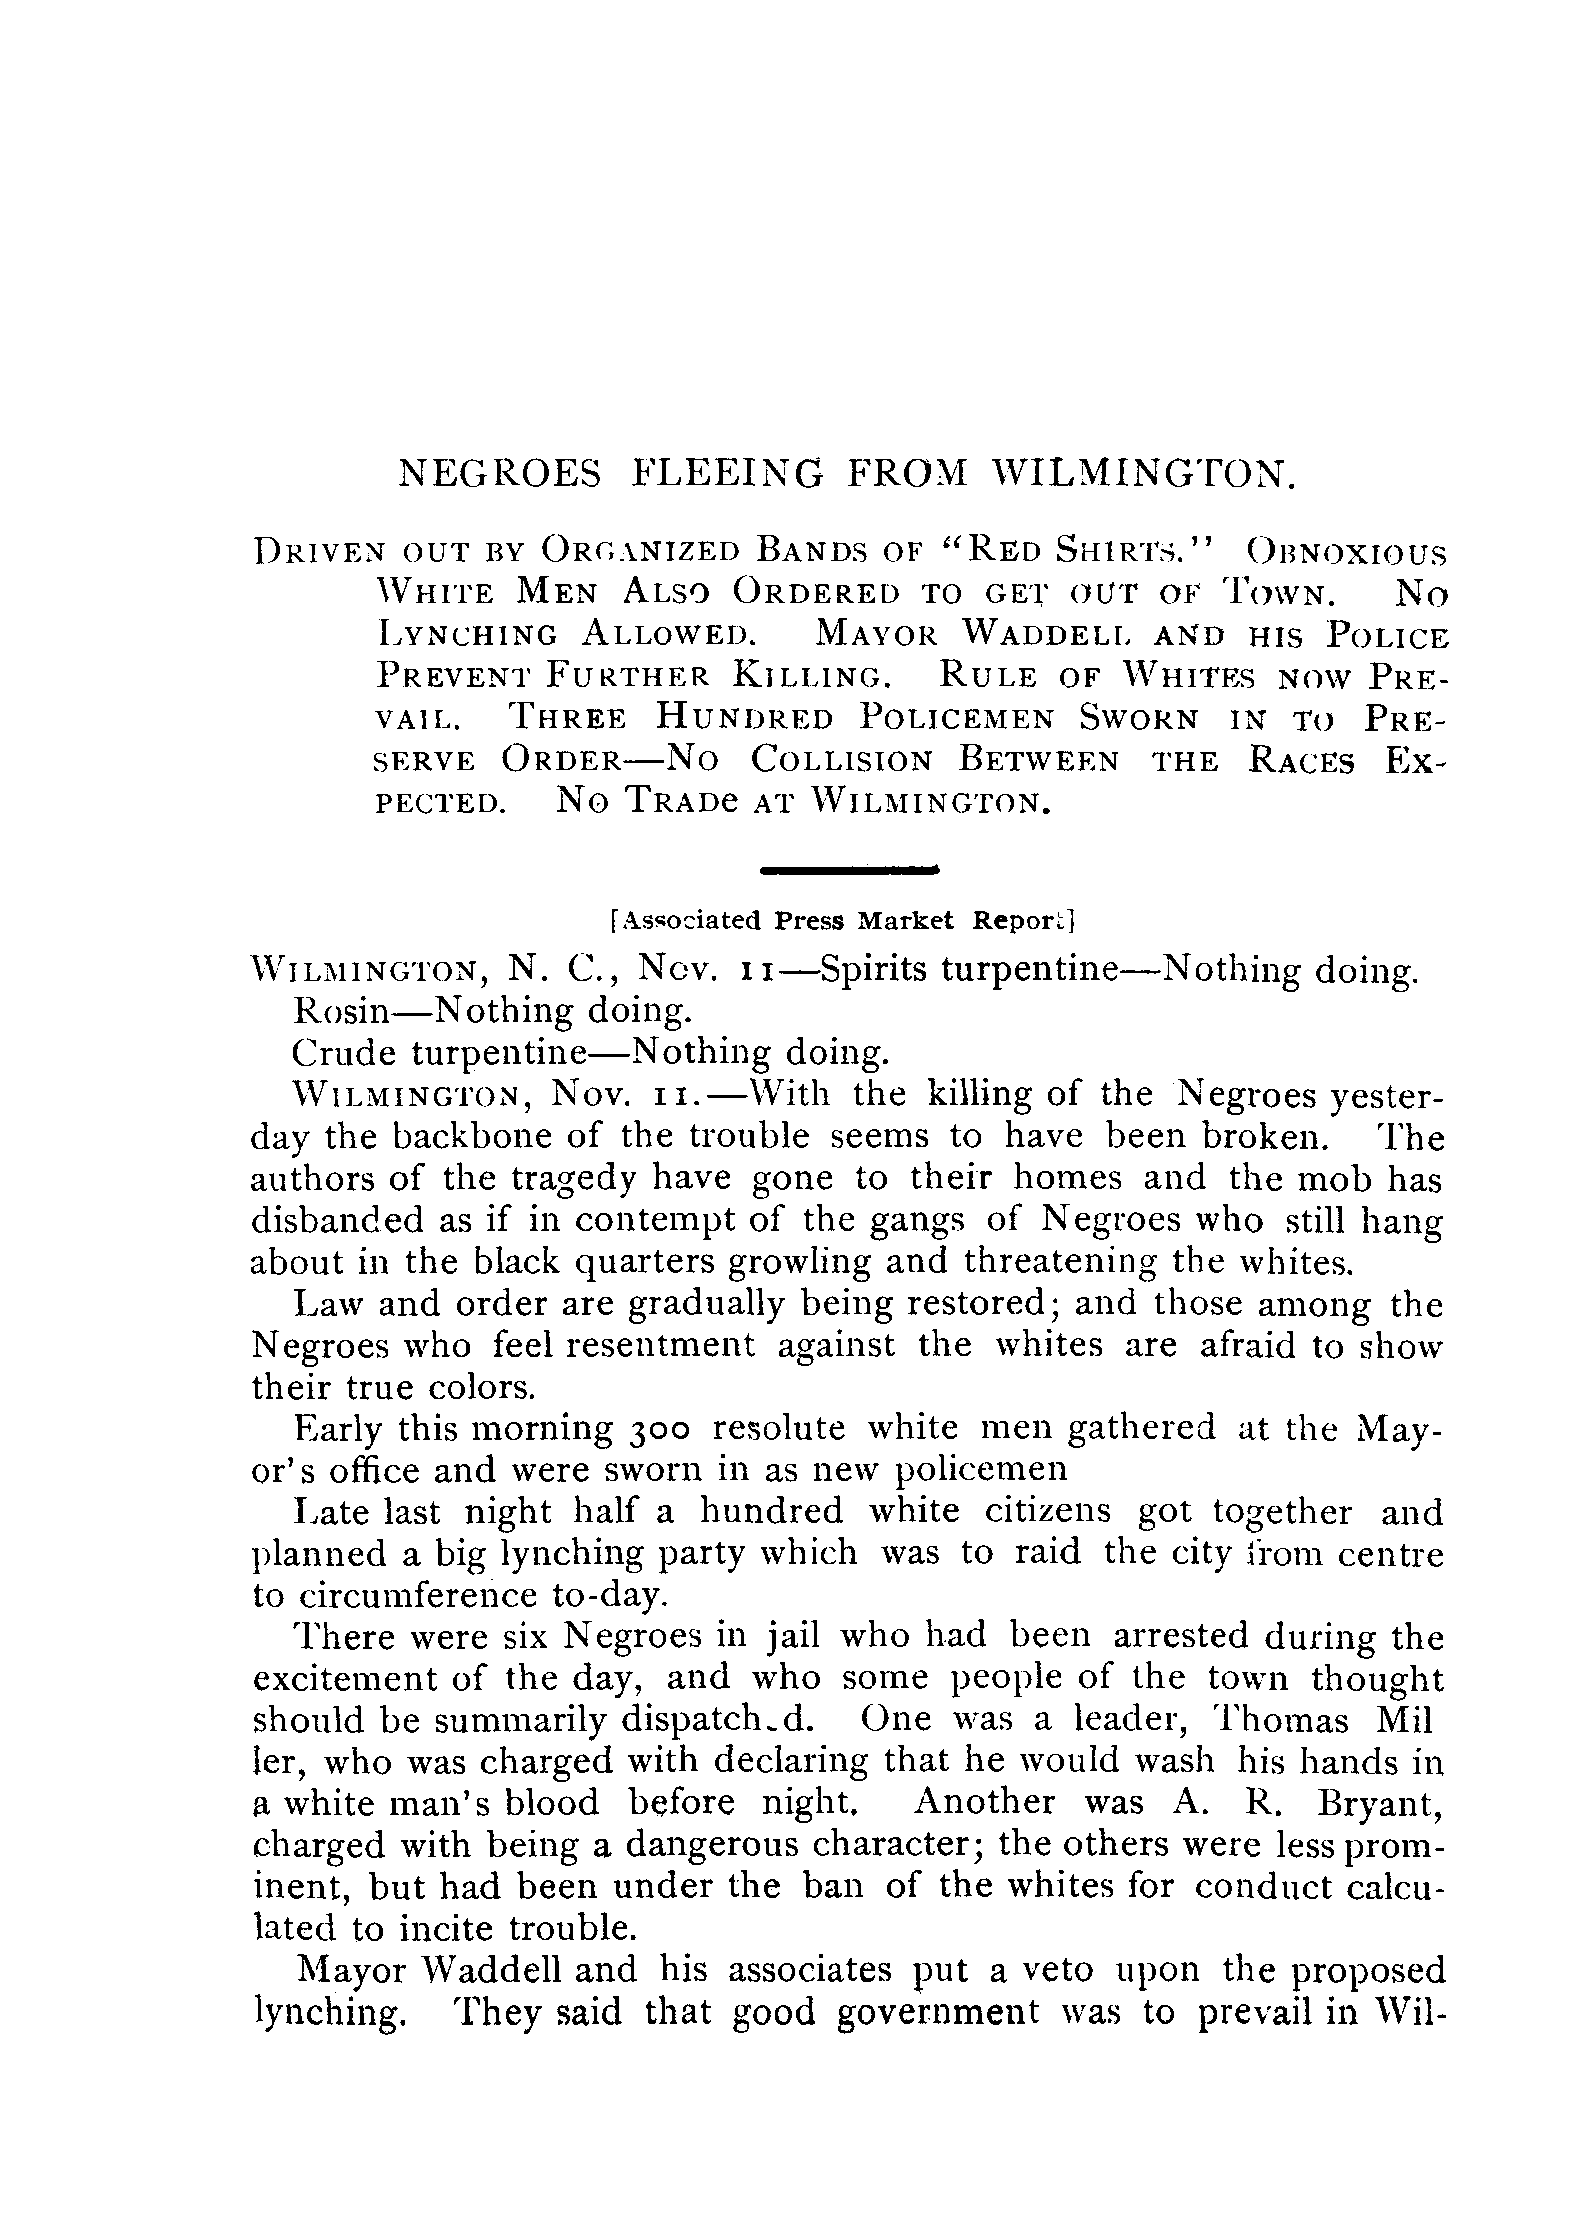 NEGROES FLEEING FROM WILMINGTON.
DRIVEN OUT BY ORGANIZED BANDS OF “RED SHIRTS.” OBNOXIOUS
WHITE MEN ALSO ORDERED TO GET OUT OF TOWN. NO
LYNCHING ALLOWED. MAYOR WADDELL AND HIS POLICE
PREVENT FURTHER KILLING. RULE OF WHITES NOW PRE-
VAIL. THREE HUNDRED POLICEMEN SWORN IN TO PRE-
SERVE ORDER—NO COLLISION BETWEEN THE RACES EX-
PECTED. NO TRADE AT WILMINGTON.
[Associated Press Market Report]
WILMINGTON, N. C., Nov. 11—Spirits turpentine—Nothing doing.
Rosin—Nothing doing.
Crude turpentine—Nothing doing.
WILMINGTON, Nov. 11.—With the killing of the Negroes yester-
day the backbone of the trouble seems to have been broken. The
authors of the tragedy have gone to their homes and the mob has
disbanded as if in contempt of the gangs of Negroes who still hang
about in the black quarters growling and threatening the whites.
Law and order are gradually being restored; and those among the
Negroes who feel resentment against the whites are afraid to show
their true colors.
Early this morning 300 resolute white men gathered at the May-
or's office and were sworn in as new policemen
Late last night half a hundred white citizens got together and
planned a big lynching party which was to raid the city from centre
to circumference to-day.
There were six Negroes in jail who had been arrested during the
excitement of the day, and who some people of the town thought
should be summarily dispatch.d. One was a leader, Thomas Mil
ler, who was charged with declaring that he would wash his hands in
a white man's blood before night. Another was A. R. Bryant,
charged with being a dangerous character; the others were less prom-
inent, but had been under the ban of the whites for conduct calcu-
lated to incite trouble.
Mayor Waddell and his associates put a veto upon the proposed
lynching. They said that good government was to prevail in Wil-